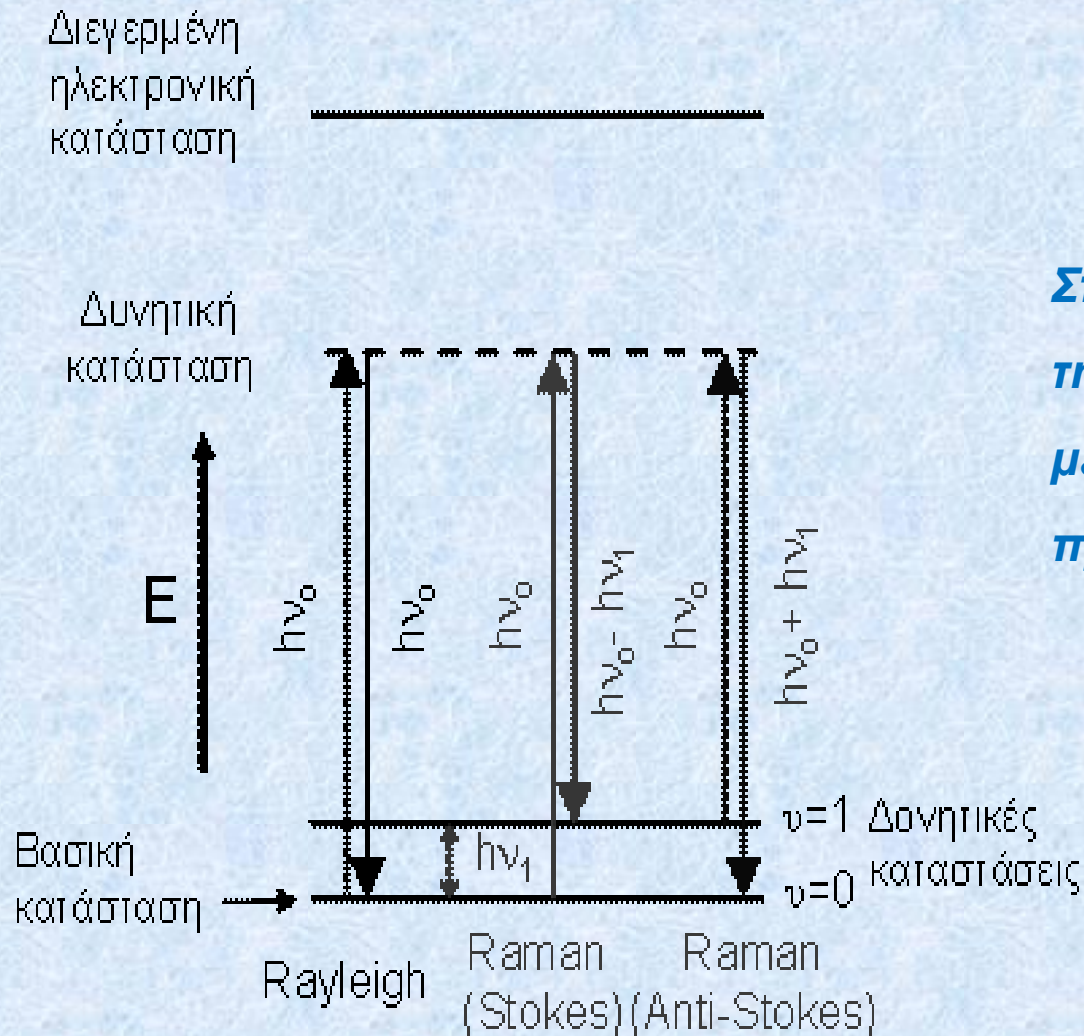 Διεγερμένη
ηλεκτρονική
κατάσταση
Δυνητική
κατάσταση
E
hν₀
hν₀
hν₀
hν₀- hν₁
hν₀
hν₀ + hν₁
hν₁
υ=1 Δονητικές
υ=0 καταστάσεις
Βασική
κατάσταση
Rayleigh
Raman
(Stokes)
Raman
(Anti-Stokes)